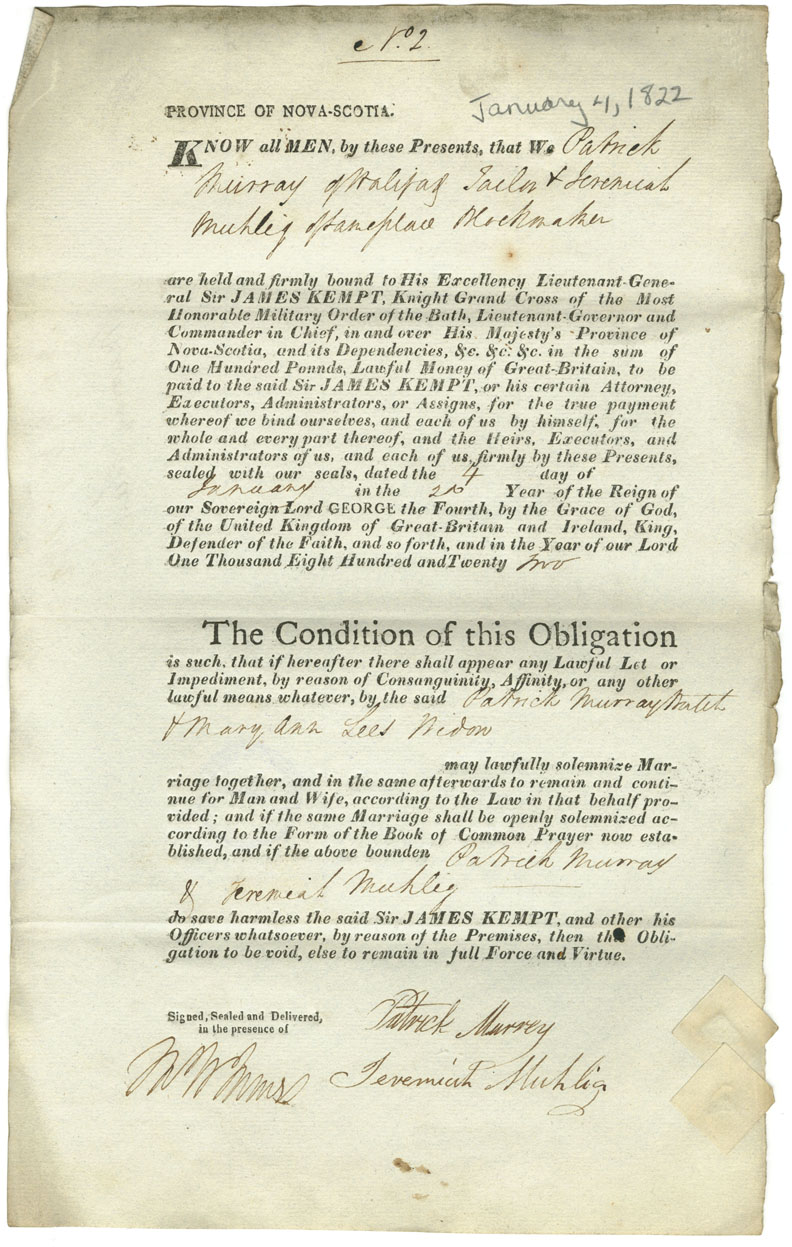 No. 2.
January 4, 1822
PROVINCE OF NOVA-SCOTIA.
KNOW all MEN, by these Presents, that We Patrick
Murray of Halifax Tailor & Jeremiah
Muhlig of same place Blockmaker
are held and firmly bound to His Excellency Lieutenant-Gene-
ral Sir JAMES KEMPT, Knight Grand Cross of the Most
Honorable Military Order of the Bath, Lieutenant-Governor and
Commander in Chief, in and over His Majesty's Province of
Nova-Scotia, and its Dependencies, &c. &c. &c. in the sum of
One Hundred Pounds, Lawful Money of Great-Britain, to be
paid to the said Sir JAMES KEMPT, or his certain Attorney,
Executors, Administrators, or Assigns, for the true payment
whereof we bind ourselves, and each of us by himself, for the
whole and every part thereof, and the Heirs, Executors, and
Administrators of us, and each of us, firmly by these Presents,
sealed with our seals, dated the 4 day of
January in the 2d Year of the Reign of
our Sovereign Lord GEORGE the Fourth, by the Grace of God,
of the United Kingdom of Great-Britain and Ireland, King,
Defender of the Faith, and so forth, and in the Year of our Lord
One Thousand Eight Hundred and Twenty two
The Condition of this Obligation
is such, that if hereafter there shall appear any Lawful Let or
Impediment, by reason of Consanguinity, Affinity, or any other
lawful means whatever, by the said Patrick Murray
& Mary Ann Lees Widow
may lawfully solemnize Mar-
riage together, and in the same afterwards to remain and conti-
nue for Man and Wife, according to the Law in that behalf pro-
vided; and if the same Marriage shall be openly solemnized ac-
cording to the Form of the Book of Common Prayer now esta-
blished, and if the above bounden Patrick Murray
& Jeremiah Muhlig
do save harmless the said Sir JAMES KEMPT, and other his
Officers whatsoever, by reason of the Premises, then the Obli-
gation to be void, else to remain in full Force and Virtue.
Signed, Sealed and Delivered,
in the presence of
Patrick Murrey
Jeremiah Muhlig